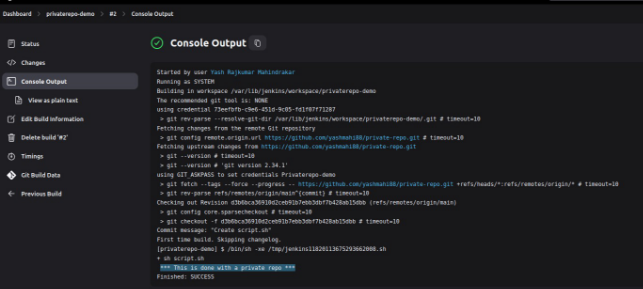 Dashboard > privaterepo-demo > #2 > Console Output
Status
Changes
Console Output
View as plain text
Edit Build Information
Delete build '#2'
Timings
Git Build Data
Previous Build
Console Output
Started by user Yash Rajkumar Mahindrakar
Running as SYSTEM
Building in workspace /var/lib/jenkins/workspace/privaterepo-demo
The recommended git tool is: NONE
using credential 73eefbfb-c9e6-451d-9c05-fd1f87f71287
> git rev-parse --resolve-git-dir /var/lib/jenkins/workspace/privaterepo-demo/.git # timeout=10
Fetching changes from the remote Git repository
> git config remote.origin.url https://github.com/yashmahi88/private-repo.git # timeout=10
Fetching upstream changes from https://github.com/yashmahi88/private-repo.git
> git --version # timeout=10
> git --version # 'git version 2.34.1'
using GIT_ASKPASS to set credentials Privaterepo-demo
> git fetch --tags --force --progress -- https://github.com/yashmahi88/private-repo.git +refs/heads/*:refs/remotes/origin/* # timeout=10
> git rev-parse refs/remotes/origin/main^{commit} # timeout=10
Checking out Revision d3b6bca36910d2ceb91b7ebb3dbf7b428ab15dbb (refs/remotes/origin/main)
> git config core.sparsecheckout # timeout=10
> git checkout -f d3b6bca36910d2ceb91b7ebb3dbf7b428ab15dbb # timeout=10
Commit message: "Create script.sh"
First time build. Skipping changelog.
[privaterepo-demo] $ /bin/sh -xe /tmp/jenkins11820113675293662008.sh
+ sh script.sh
*** This is done with a private repo ***
Finished: SUCCESS